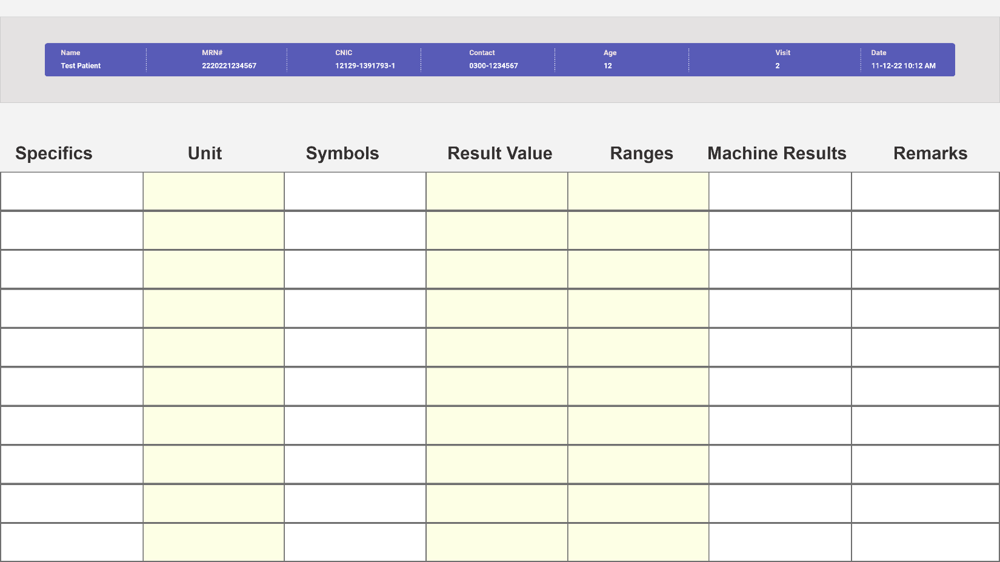 Name MRN# CNIC Contact Age Visit Date
Test Patient 2220221234567 12129-1391793-1 0300-1234567 12 2 11-12-22 10:12 AM
Specifics Unit Symbols Result Value Ranges Machine Results Remarks